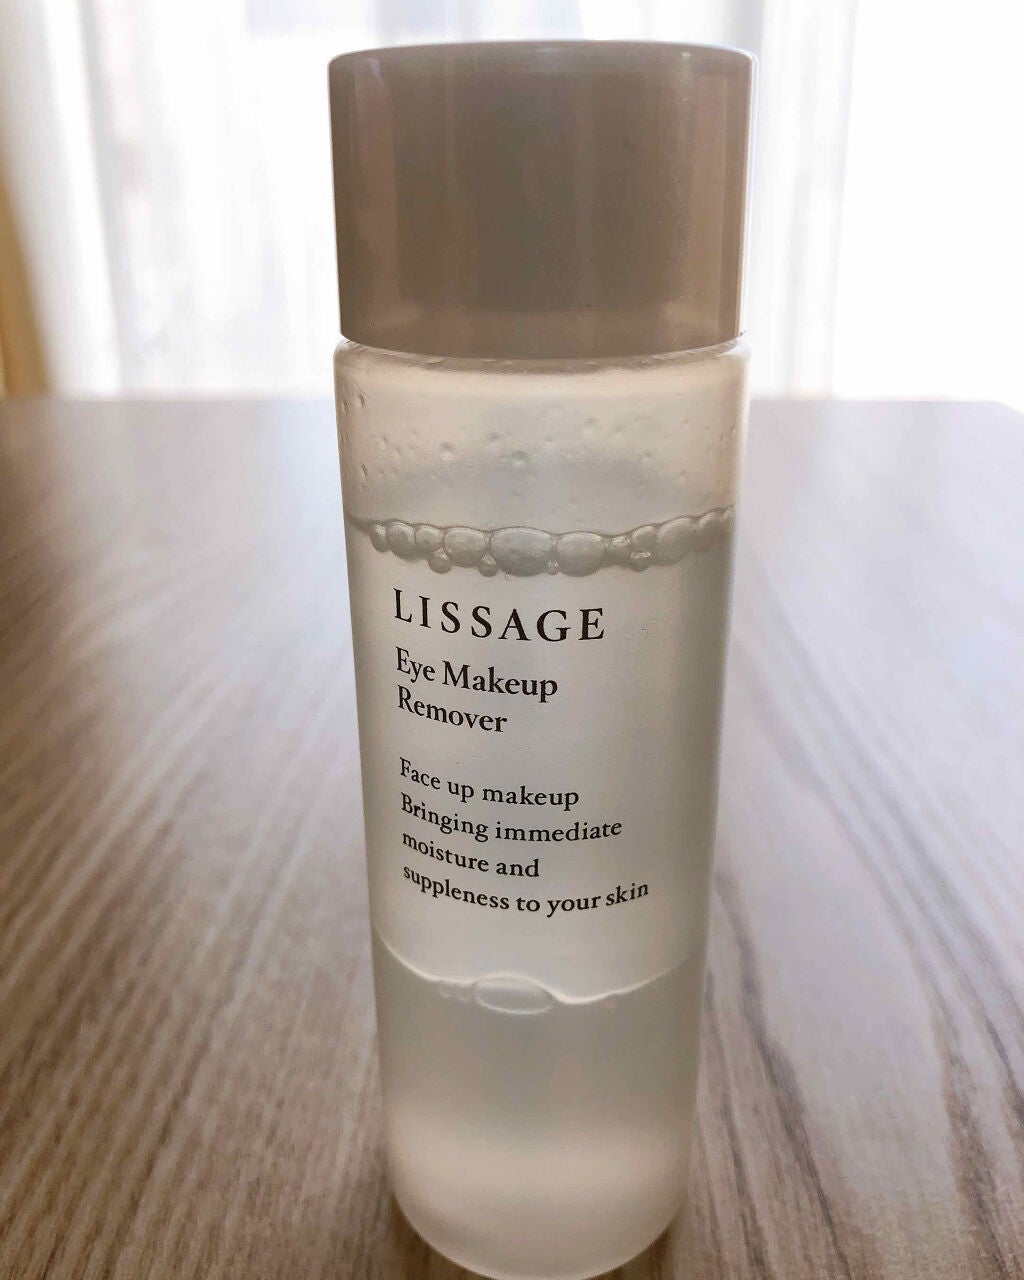 LISSAGE
Eye Makeup
Remover
Face up makeup
Bringing immediate
moisture and
suppleness to your skin